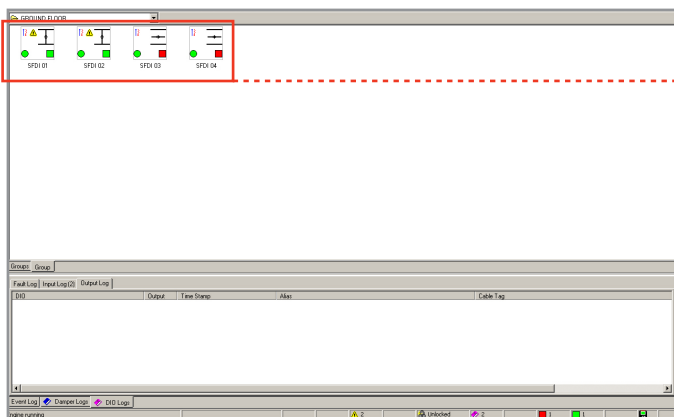 GROUND FLOOR
SFDI 01 SFDI 02 SFDI 03 SFDI 04
Groups Group
Fault Log Input Log (2) Output Log
DIO Output Time Stamp Alias Cable Tag
Event Log Damper Logs DIO Logs
ngine running 2 Unlocked 2 1 1